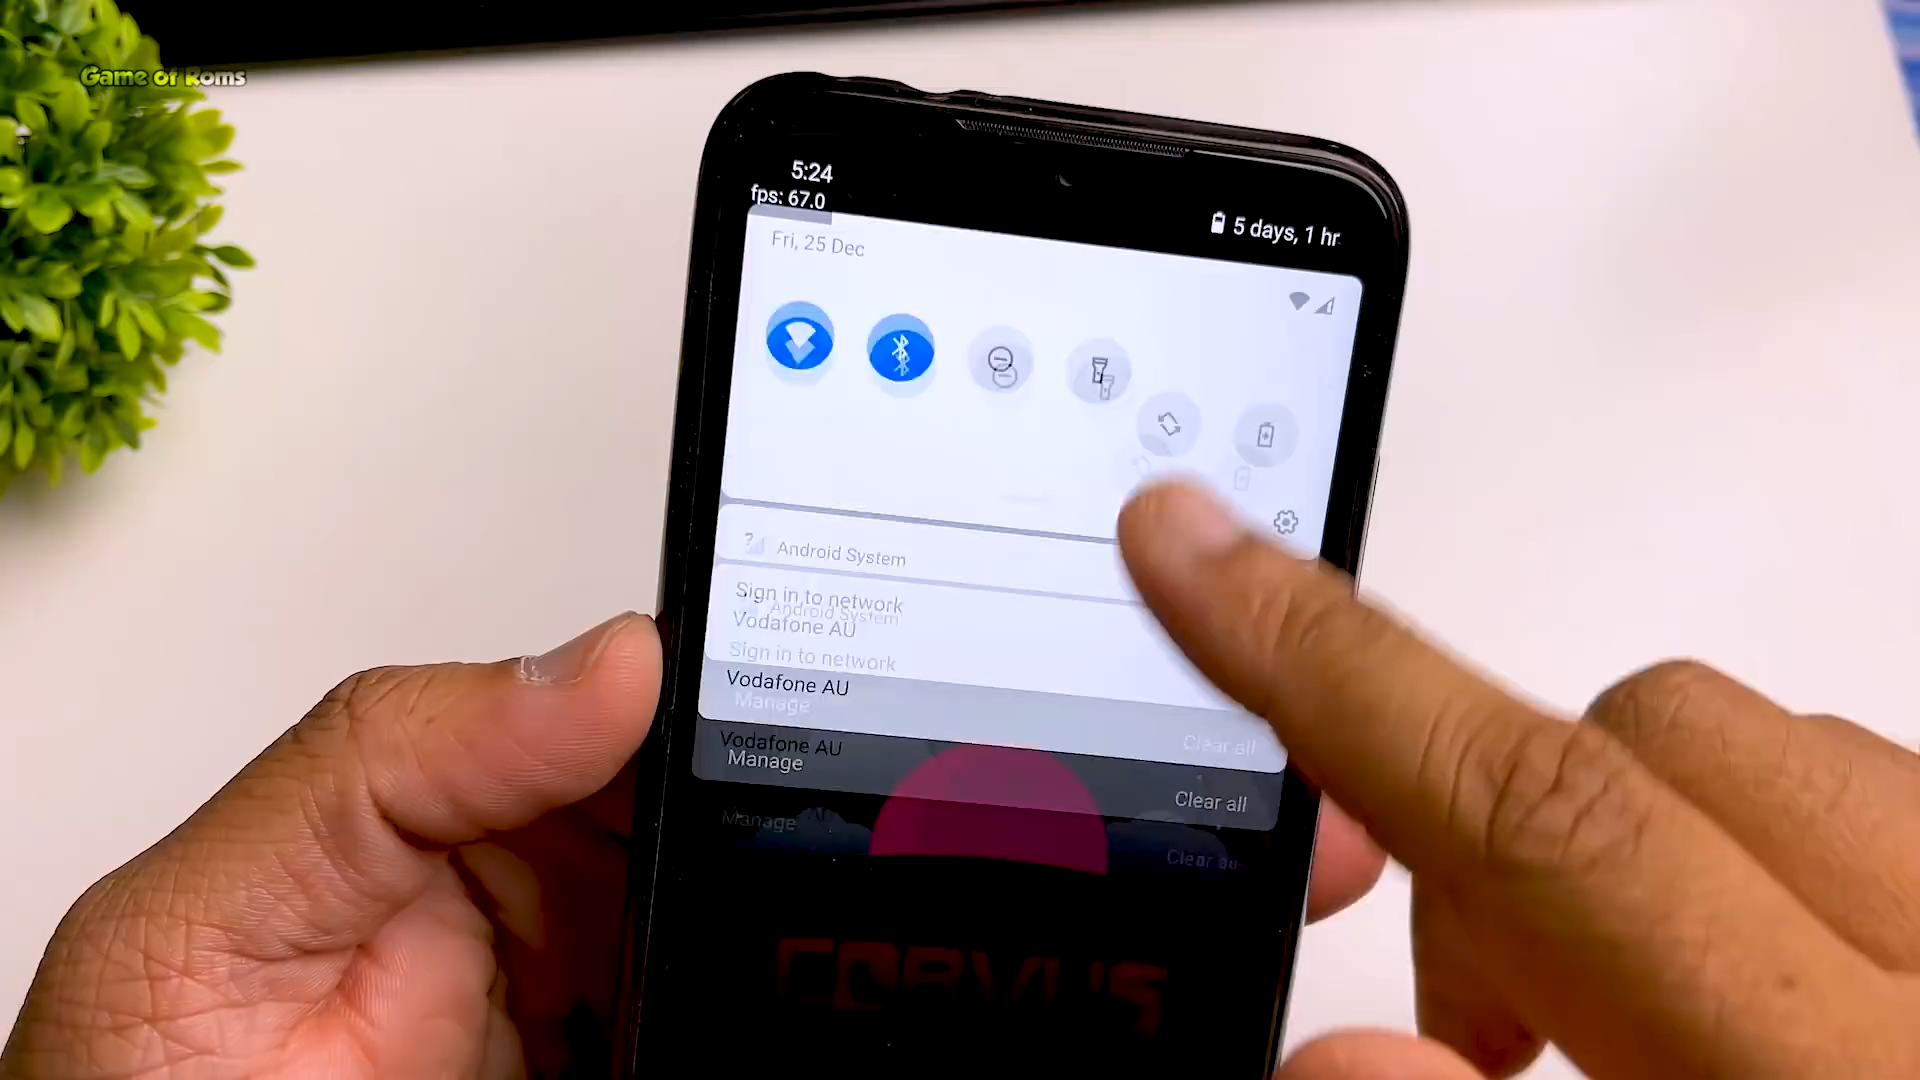 Game of Roms
5:24
fps: 67.0
5 days, 1 hr
Fri, 25 Dec
? Android System
Sign in to network
Android System
Vodafone AU
Sign in to network
Vodafone AU
Manage
Clear all
Vodafone AU
Manage
Clear all
Manage
Clear all
CORVUS